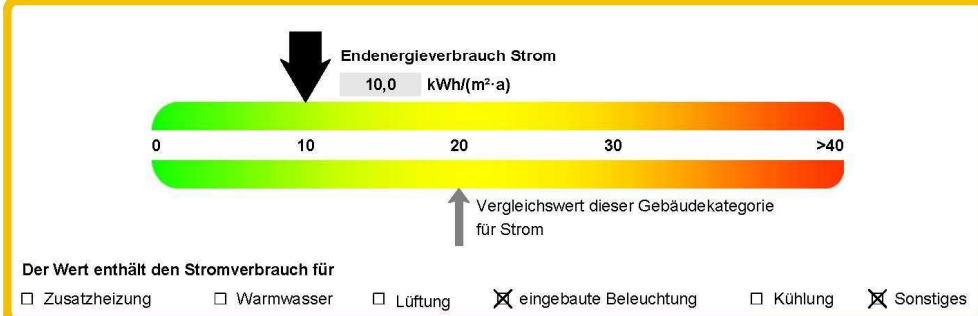 Endenergieverbrauch Strom
10,0 kWh/(m²·a)
0 10 20 30 >40
Vergleichswert dieser Gebäudekategorie
für Strom
Der Wert enthält den Stromverbrauch für
☐ Zusatzheizung ☐ Warmwasser ☐ Lüftung ☒ eingebaute Beleuchtung ☐ Kühlung ☒ Sonstiges